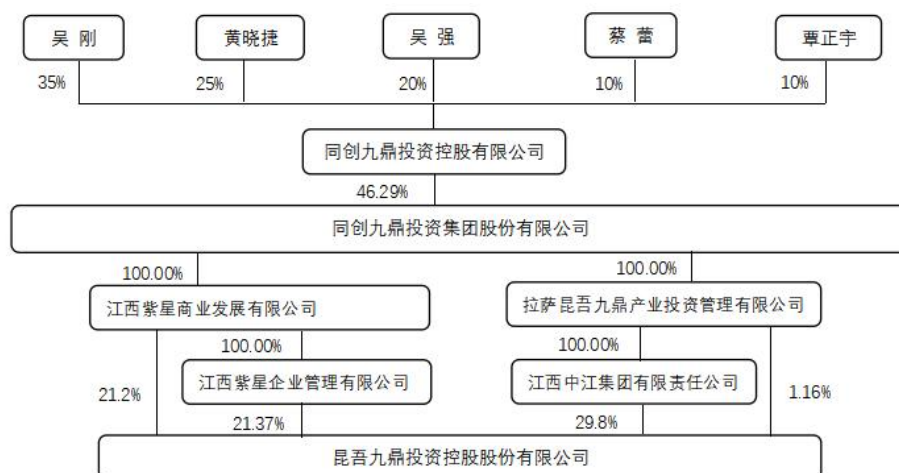 吴 刚
黄晓捷
吴 强
蔡 蕾
覃正宇
35%
25%
20%
10%
10%
同创九鼎投资控股有限公司
46.29%
同创九鼎投资集团股份有限公司
100.00%
100.00%
江西紫星商业发展有限公司
拉萨昆吾九鼎产业投资管理有限公司
100.00%
100.00%
江西紫星企业管理有限公司
江西中江集团有限责任公司
21.2%
1.16%
21.37%
29.8%
昆吾九鼎投资控股股份有限公司